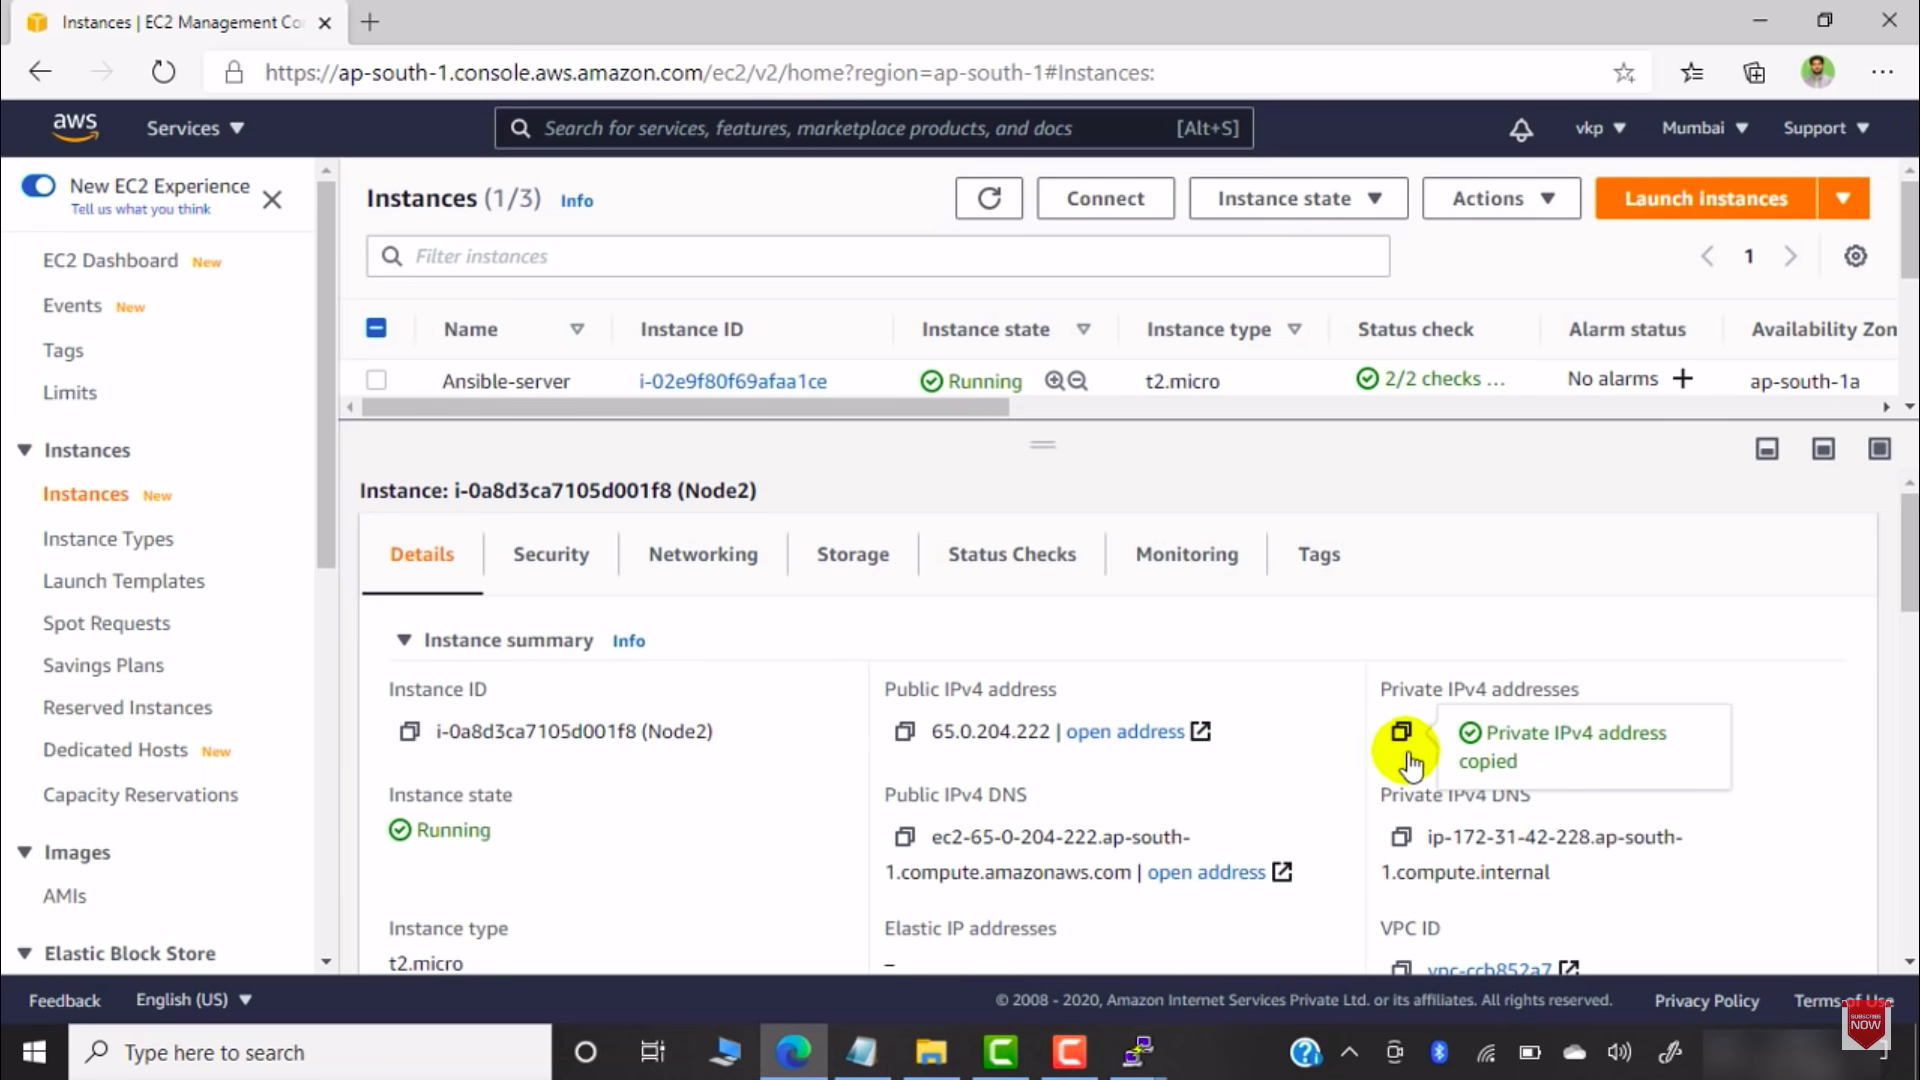 Instances | EC2 Management Co
https://ap-south-1.console.aws.amazon.com/ec2/v2/home?region=ap-south-1#Instances:
aws
Services
Search for services, features, marketplace products, and docs [Alt+S]
vkp
Mumbai
Support
New EC2 Experience
Tell us what you think
EC2 Dashboard New
Events New
Tags
Limits
Instances
Instances New
Instance Types
Launch Templates
Spot Requests
Savings Plans
Reserved Instances
Dedicated Hosts New
Capacity Reservations
Images
AMIs
Elastic Block Store
Instances (1/3) Info
Connect
Instance state
Actions
Launch instances
Filter instances
1
Name Instance ID Instance state Instance type Status check Alarm status Availability Zon
Ansible-server i-02e9f80f69afaa1ce Running t2.micro 2/2 checks ... No alarms + ap-south-1a
Instance: i-0a8d3ca7105d001f8 (Node2)
Details Security Networking Storage Status Checks Monitoring Tags
Instance summary Info
Instance ID
i-0a8d3ca7105d001f8 (Node2)
Public IPv4 address
65.0.204.222 | open address
Private IPv4 addresses
Private IPv4 address
copied
Instance state
Running
Public IPv4 DNS
ec2-65-0-204-222.ap-south-
1.compute.amazonaws.com | open address
Private IPv4 DNS
ip-172-31-42-228.ap-south-
1.compute.internal
Instance type
t2.micro
Elastic IP addresses
–
VPC ID
vpc-ccb852a7
Feedback
English (US)
© 2008 - 2020, Amazon Internet Services Private Ltd. or its affiliates. All rights reserved.
Privacy Policy
Terms of Use
SUBSCRIBE
NOW
Type here to search